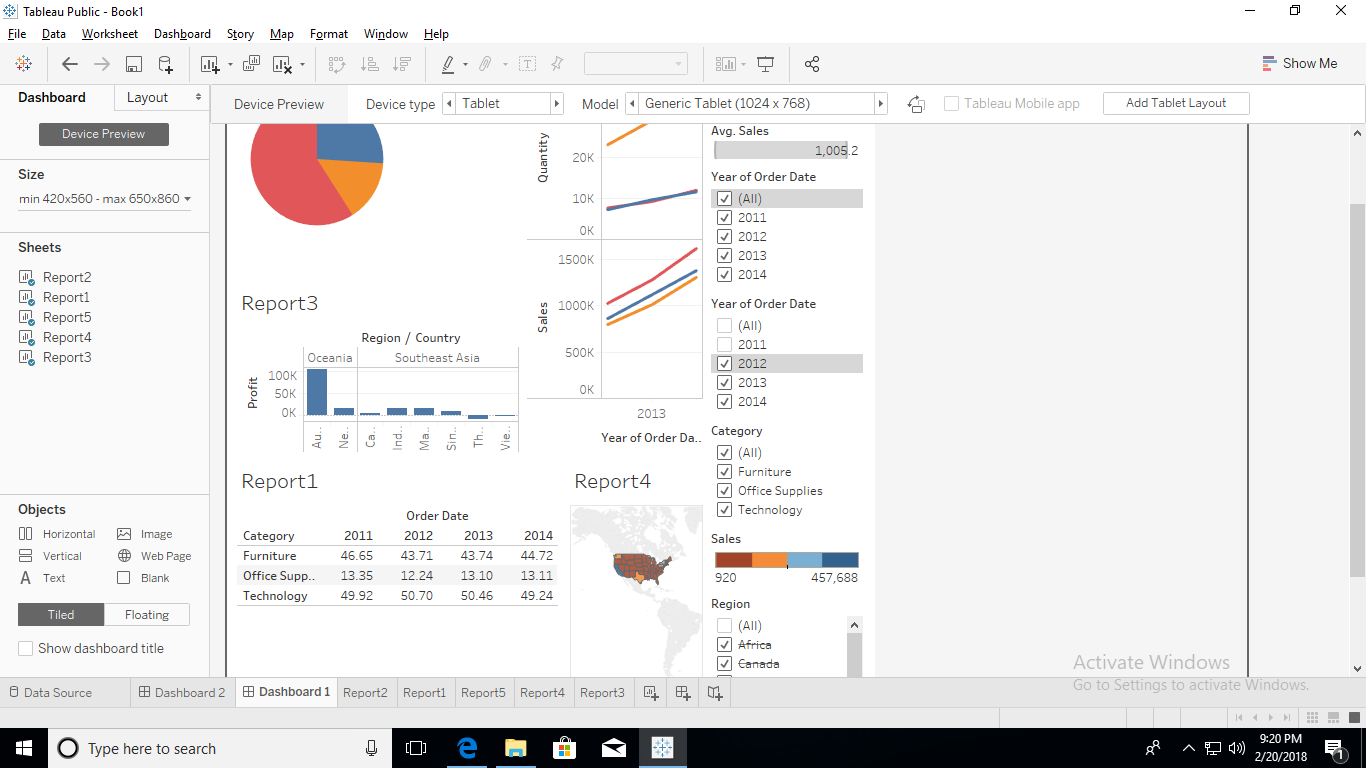 Tableau Public - Book1
File Data Worksheet Dashboard Story Map Format Window Help
Show Me
Dashboard Layout
Device Preview Device type Tablet Model Generic Tablet (1024 x 768) Tableau Mobile app Add Tablet Layout
Device Preview
Size
min 420x560 - max 650x860
Sheets
Report2
Report1
Report5
Report4
Report3
Objects
Horizontal Image
Vertical Web Page
A Text Blank
Tiled Floating
Show dashboard title
Quantity
20K
10K
0K
Sales
1500K
1000K
500K
0K
2013
Year of Order Da..
Report3
Region / Country
Oceania Southeast Asia
Profit
100K
50K
0K
Au.. Ne.. Ca.. Ind.. Ma.. Sin.. Th.. Vie..
Report1
Order Date
Category 2011 2012 2013 2014
Furniture 46.65 43.71 43.74 44.72
Office Supp.. 13.35 12.24 13.10 13.11
Technology 49.92 50.70 50.46 49.24
Report4
Avg. Sales
1,005.2
Year of Order Date
(All)
2011
2012
2013
2014
Year of Order Date
(All)
2011
2012
2013
2014
Category
(All)
Furniture
Office Supplies
Technology
Sales
920 457,688
Region
(All)
Africa
Canada
Activate Windows
Go to Settings to activate Windows.
Data Source Dashboard 2 Dashboard 1 Report2 Report1 Report5 Report4 Report3
Type here to search
9:20 PM
2/20/2018
1